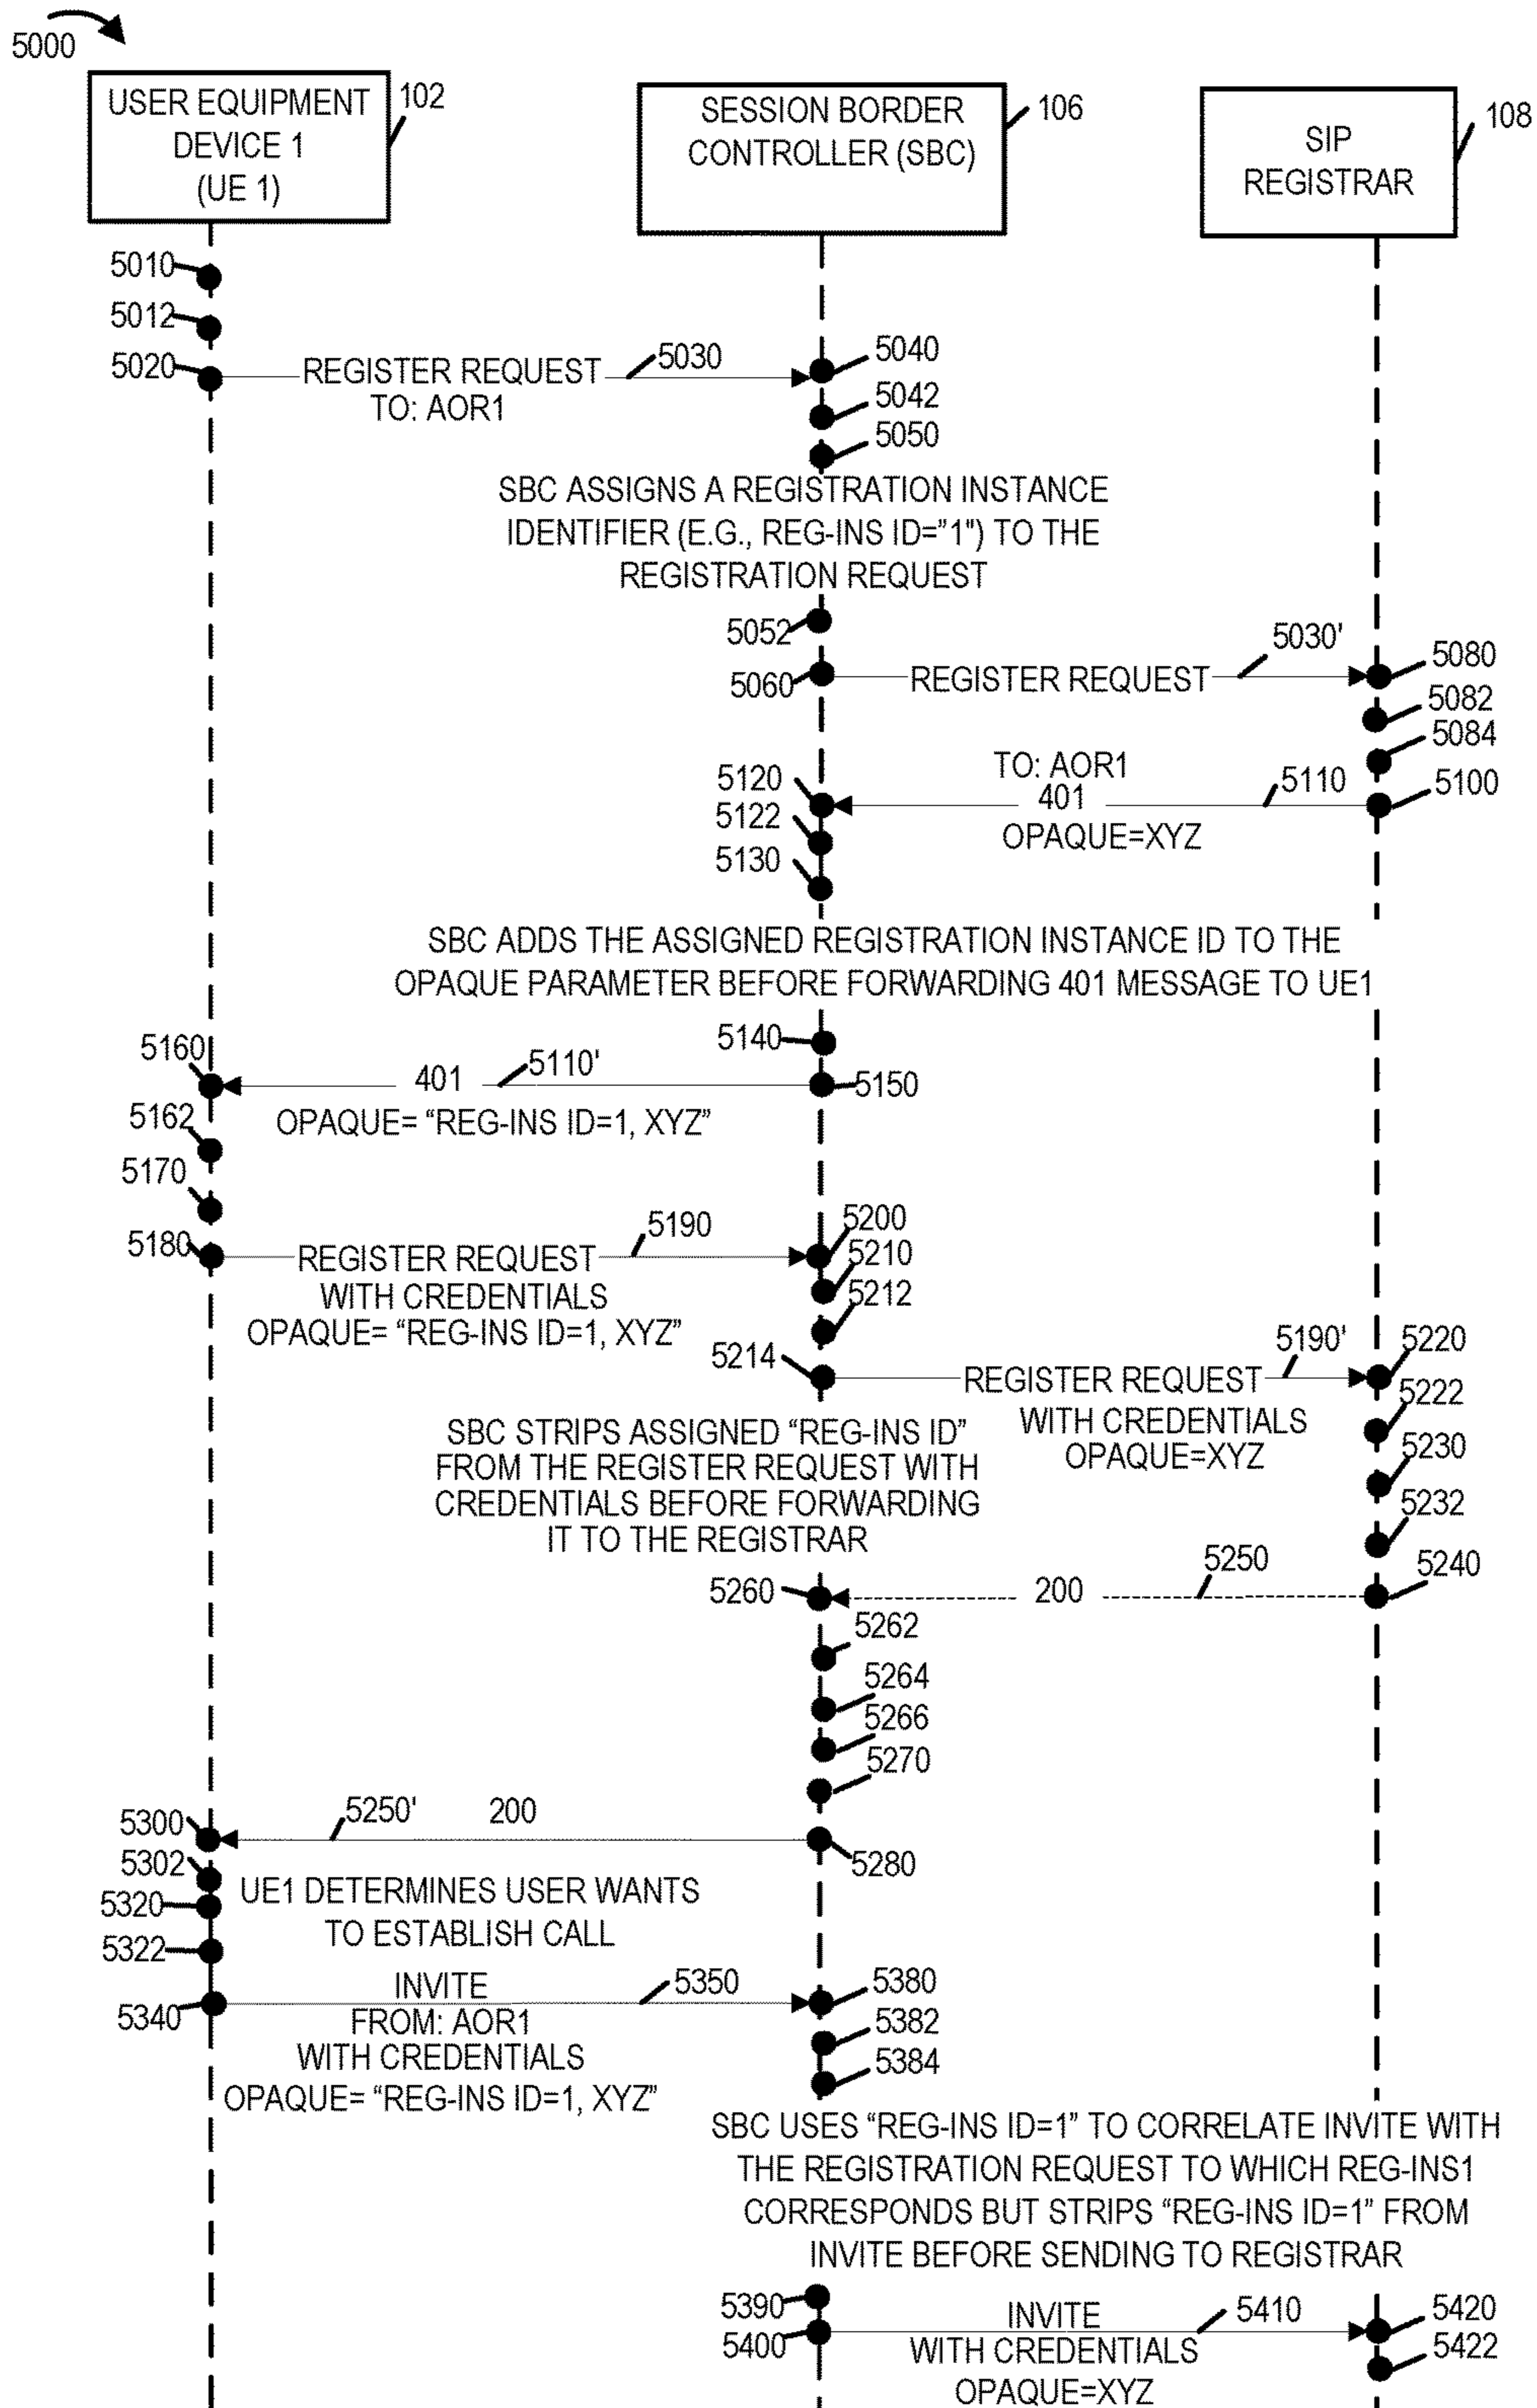 5000
USER EQUIPMENT
DEVICE 1
(UE 1)
102
SESSION BORDER
CONTROLLER (SBC)
106
SIP
REGISTRAR
108
5010
5012
5020
REGISTER REQUEST
TO: AOR1
5030
5040
5042
5050
SBC ASSIGNS A REGISTRATION INSTANCE
IDENTIFIER (E.G., REG-INS ID="1") TO THE
REGISTRATION REQUEST
5052
5060
REGISTER REQUEST
5030'
5080
5082
5084
TO: AOR1
401
OPAQUE=XYZ
5110
5100
5120
5122
5130
SBC ADDS THE ASSIGNED REGISTRATION INSTANCE ID TO THE
OPAQUE PARAMETER BEFORE FORWARDING 401 MESSAGE TO UE1
5140
5150
5160
401
5110'
OPAQUE= "REG-INS ID=1, XYZ"
5162
5170
5180
REGISTER REQUEST
WITH CREDENTIALS
OPAQUE= "REG-INS ID=1, XYZ"
5190
5200
5210
5212
5214
REGISTER REQUEST
WITH CREDENTIALS
OPAQUE=XYZ
5190'
5220
5222
5230
5232
SBC STRIPS ASSIGNED "REG-INS ID"
FROM THE REGISTER REQUEST WITH
CREDENTIALS BEFORE FORWARDING
IT TO THE REGISTRAR
5260
200
5250
5240
5262
5264
5266
5270
5300
5250'
200
5280
5302
5320
5322
UE1 DETERMINES USER WANTS
TO ESTABLISH CALL
5340
INVITE
FROM: AOR1
WITH CREDENTIALS
OPAQUE= "REG-INS ID=1, XYZ"
5350
5380
5382
5384
SBC USES "REG-INS ID=1" TO CORRELATE INVITE WITH
THE REGISTRATION REQUEST TO WHICH REG-INS1
CORRESPONDS BUT STRIPS "REG-INS ID=1" FROM
INVITE BEFORE SENDING TO REGISTRAR
5390
5400
INVITE
WITH CREDENTIALS
OPAQUE=XYZ
5410
5420
5422